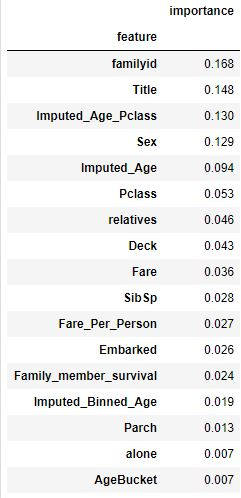 importance
feature
familyid 0.168
Title 0.148
Imputed_Age_Pclass 0.130
Sex 0.129
Imputed_Age 0.094
Pclass 0.053
relatives 0.046
Deck 0.043
Fare 0.036
SibSp 0.028
Fare_Per_Person 0.027
Embarked 0.026
Family_member_survival 0.024
Imputed_Binned_Age 0.019
Parch 0.013
alone 0.007
AgeBucket 0.007